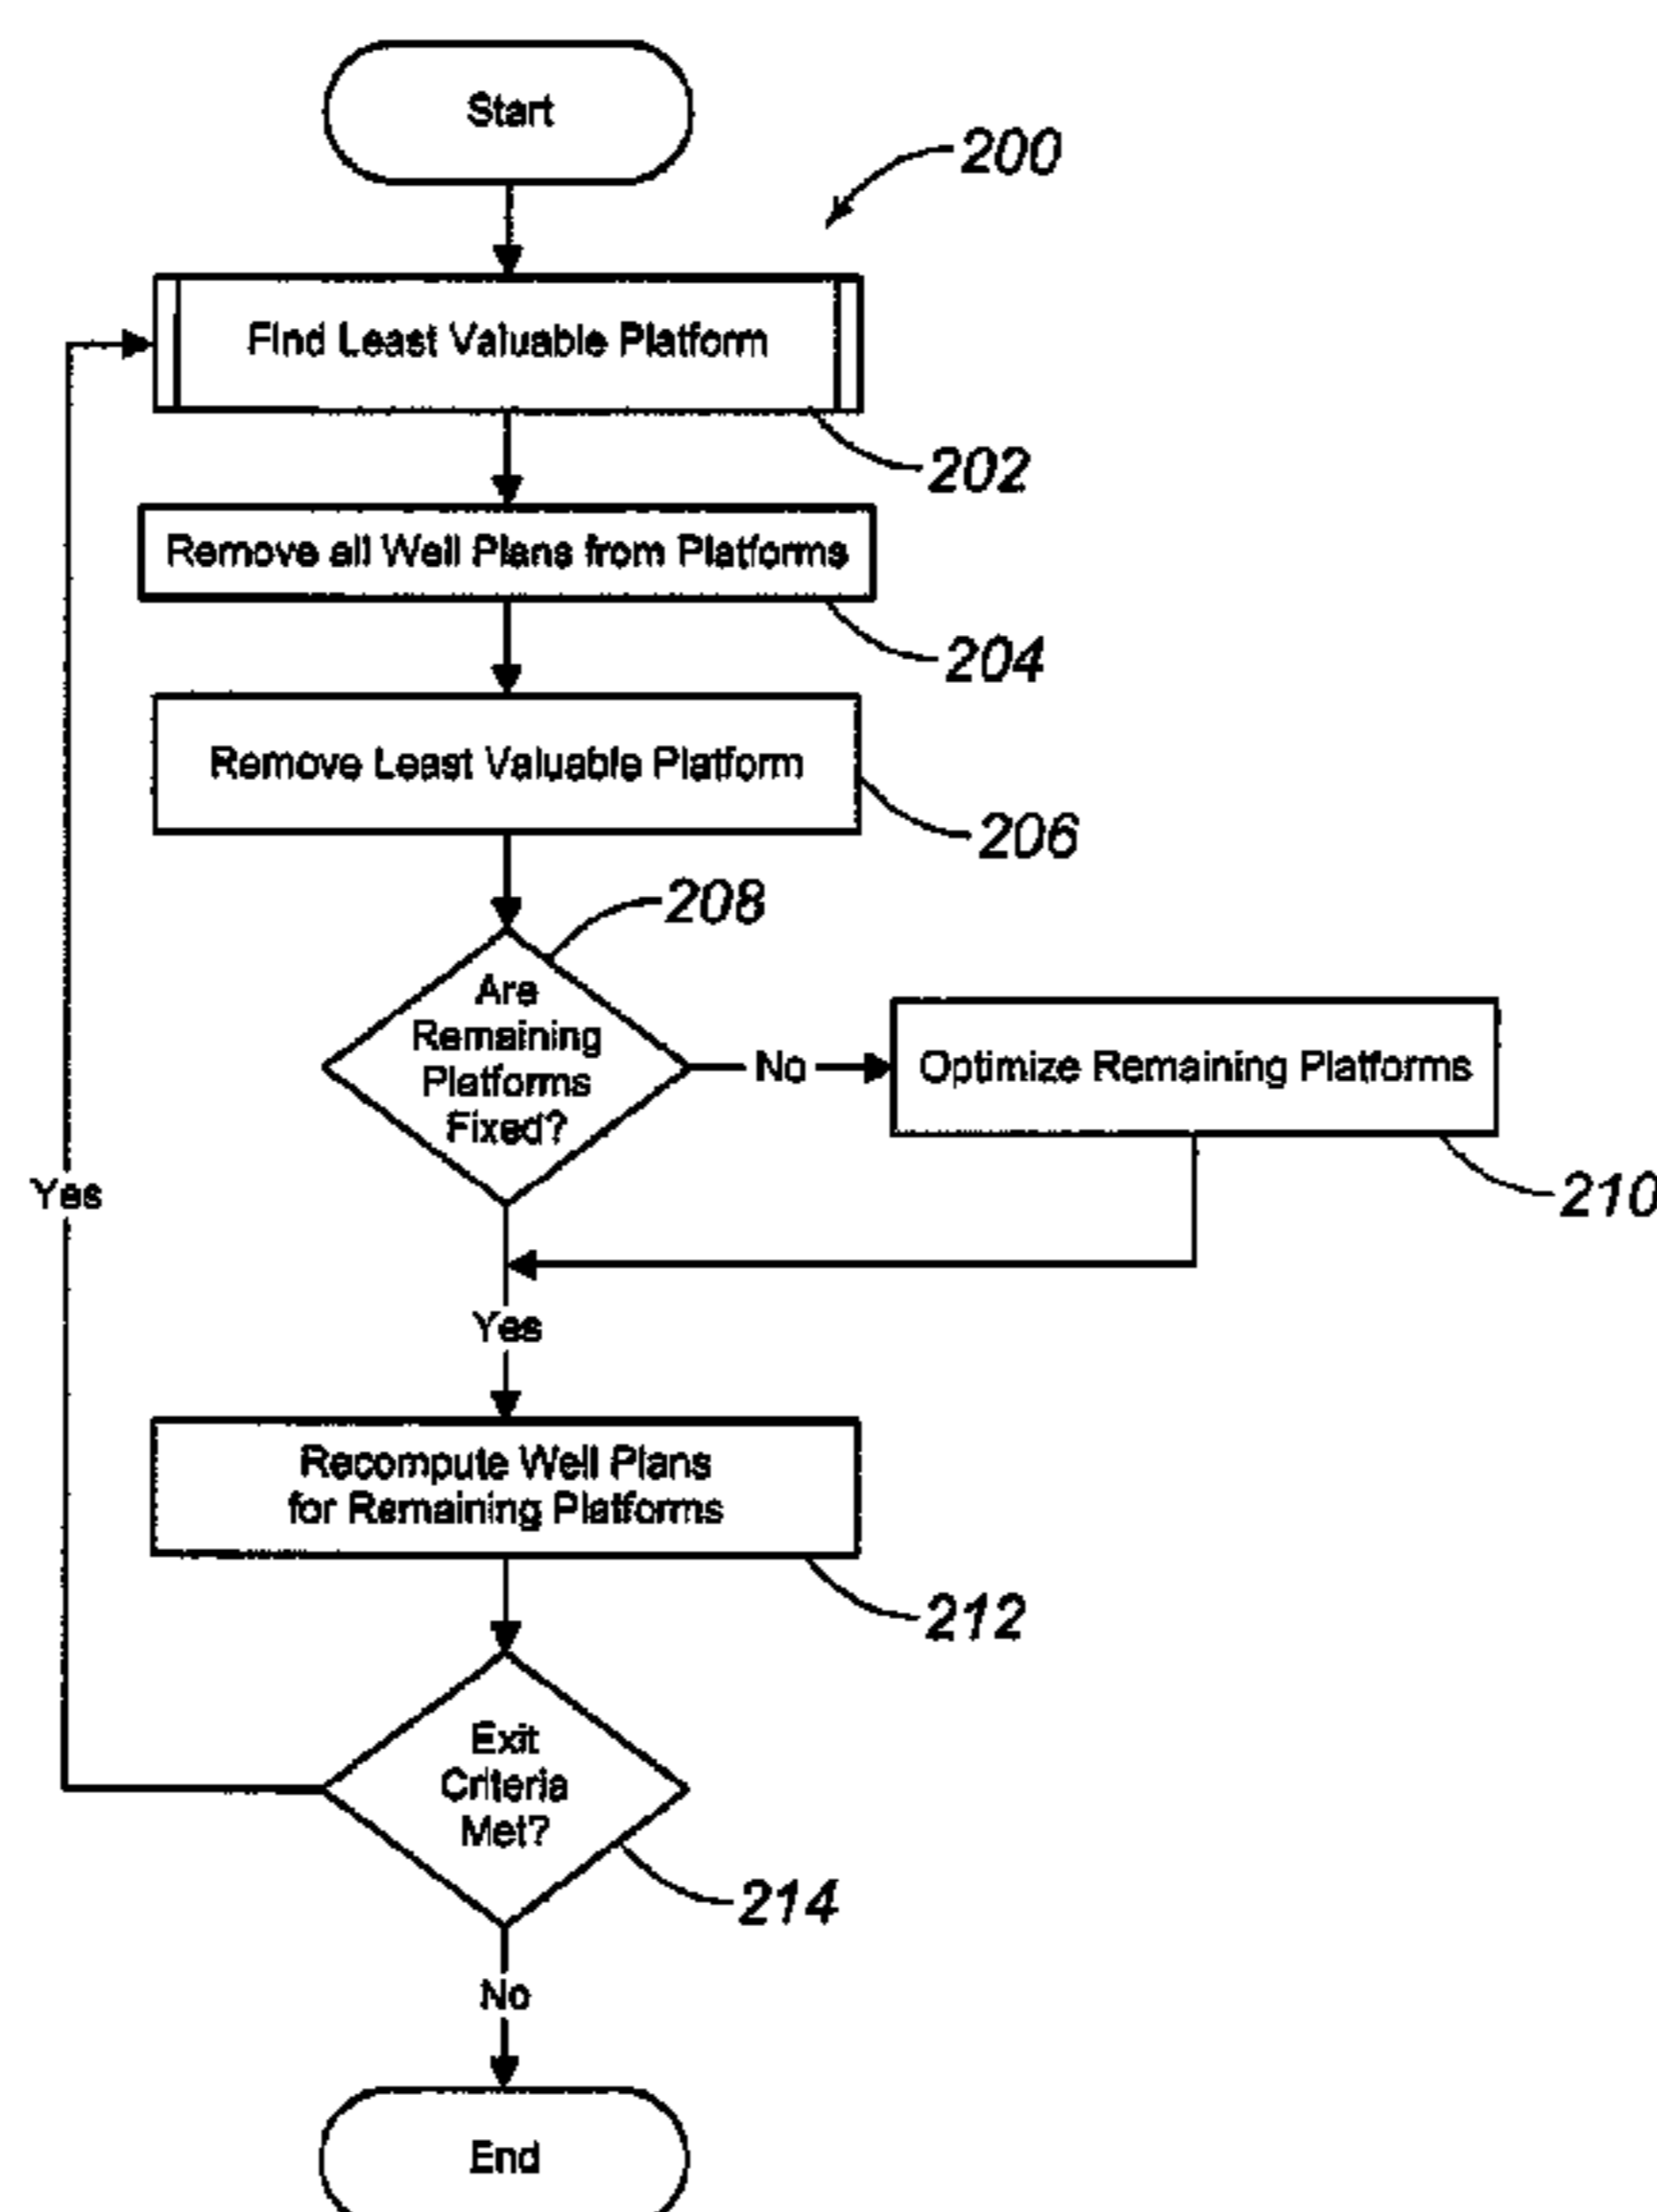 Start
200
Find Least Valuable Platform
202
Remove all Well Plans from Platforms
204
Remove Least Valuable Platform
206
208
Are
Remaining
Platforms
Fixed?
No
Optimize Remaining Platforms
210
Yes
Yes
Recompute Well Plans
for Remaining Platforms
212
Exit
Criteria
Met?
214
No
End